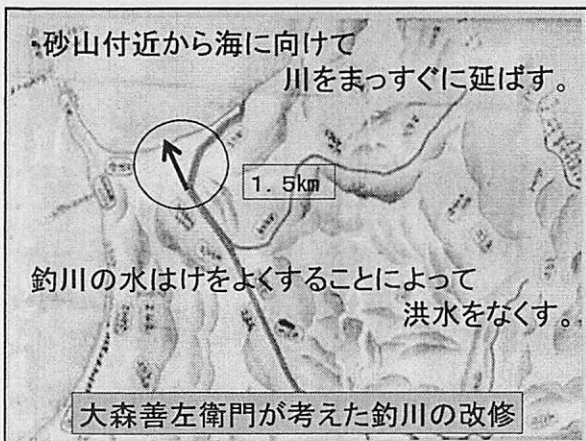 ・砂山付近から海に向けて
川をまっすぐに延ばす。
1.5㎞
釣川の水はけをよくすることによって
洪水をなくす。
大森善左衛門が考えた釣川の改修